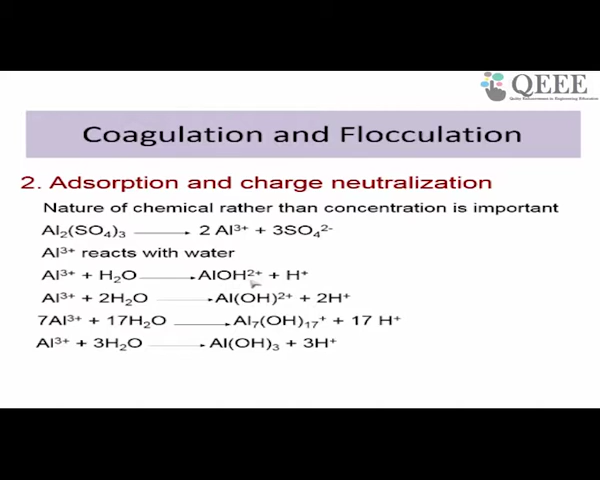 QEEE
Quality Enhancement in Engineering Education
Coagulation and Flocculation
2. Adsorption and charge neutralization
Nature of chemical rather than concentration is important
Al₂(SO₄)₃ → 2 Al³⁺ + 3SO₄²⁻
Al³⁺ reacts with water
Al³⁺ + H₂O → AlOH²⁺ + H⁺
Al³⁺ + 2H₂O → Al(OH)²⁺ + 2H⁺
7Al³⁺ + 17H₂O → Al₇(OH)₁₇⁺ + 17 H⁺
Al³⁺ + 3H₂O → Al(OH)₃ + 3H⁺